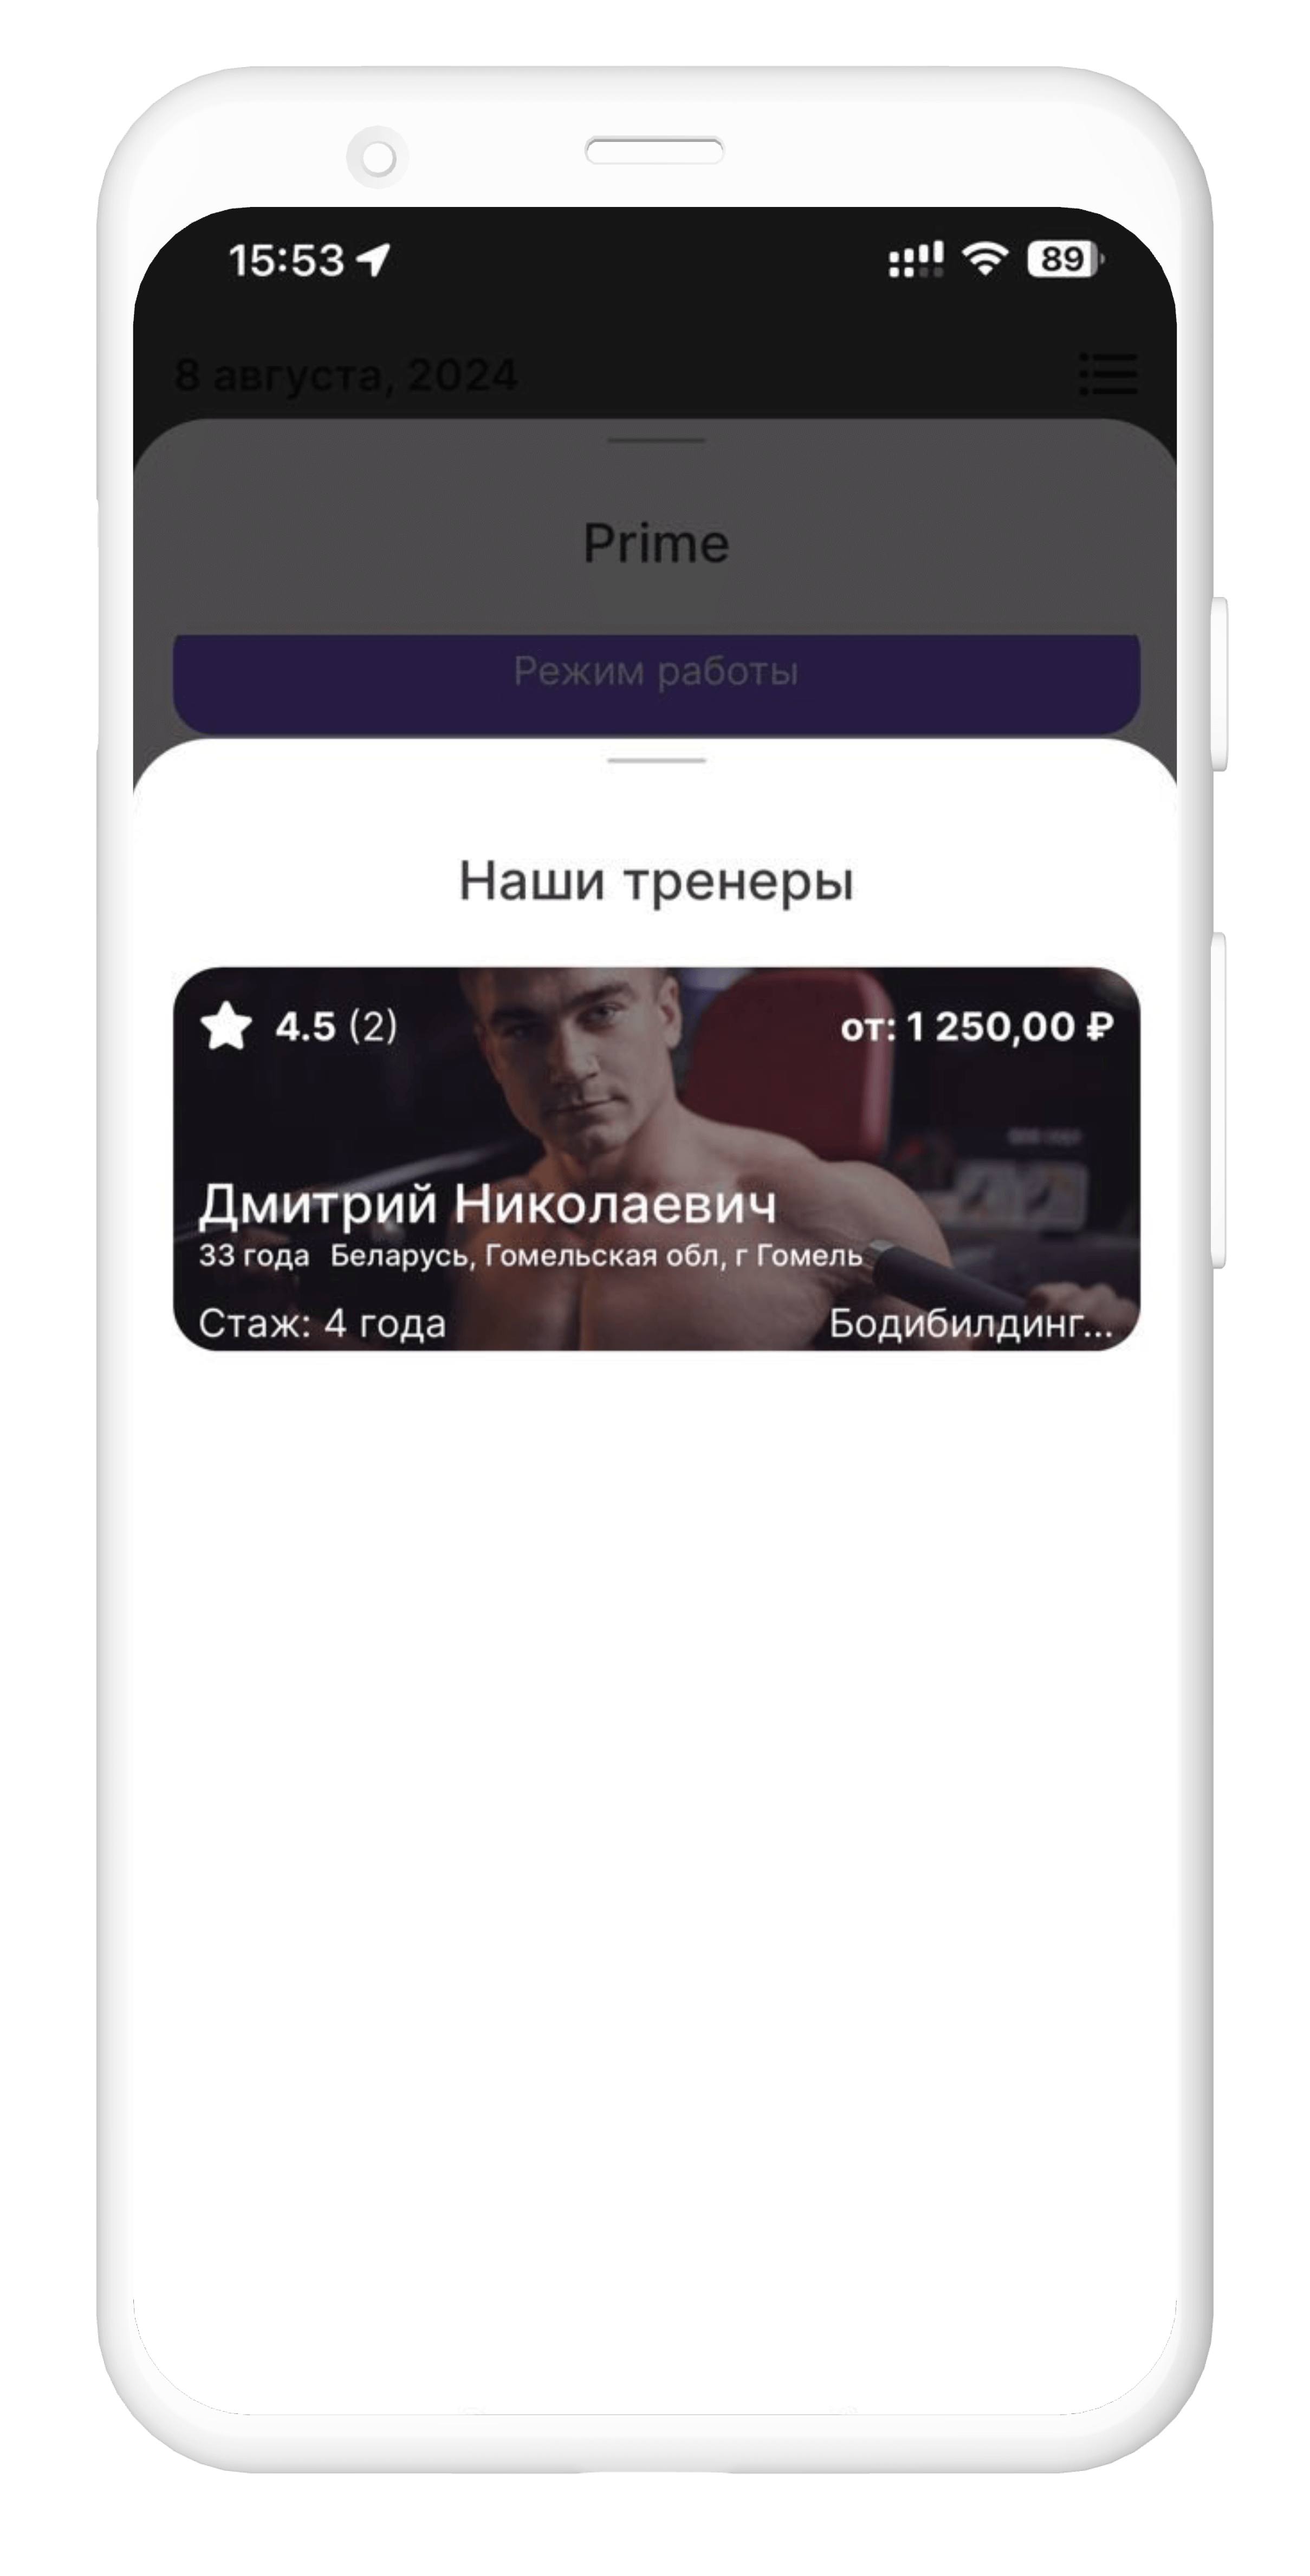 15:53
89
8 августа, 2024
Prime
Режим работы
Наши тренеры
4.5 (2)
от: 1 250,00 ₽
Дмитрий Николаевич
33 года Беларусь, Гомельская обл, г Гомель
Стаж: 4 года
Бодибилдинг...